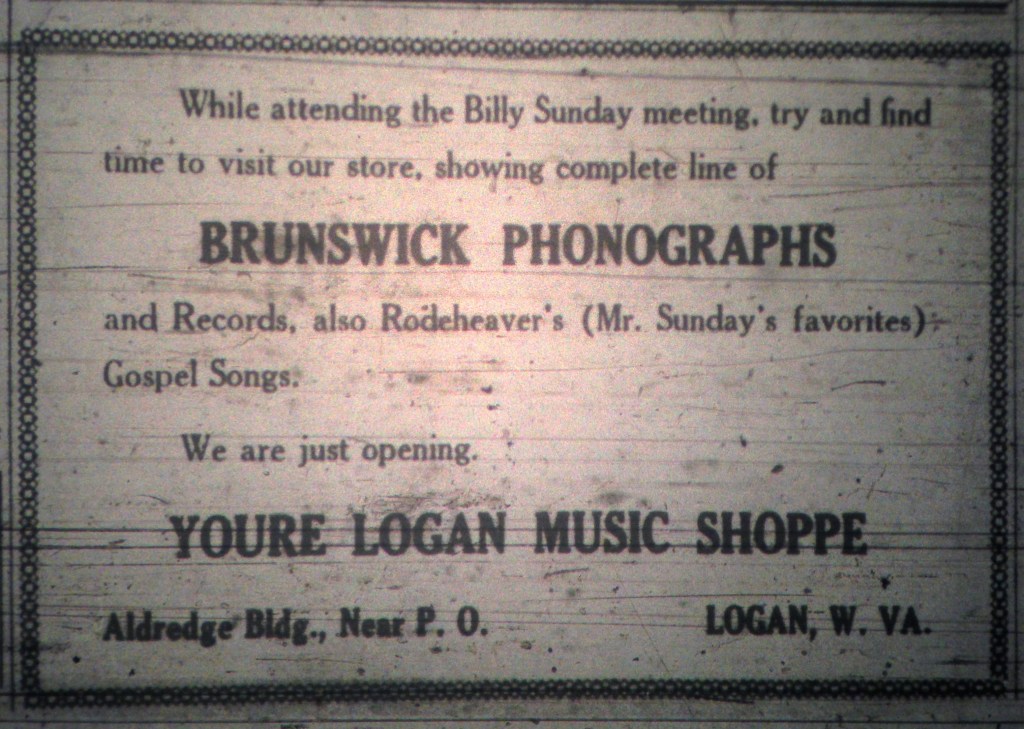 While attending the Billy Sunday meeting, try and find
time to visit our store, showing complete line of
BRUNSWICK PHONOGRAPHS
and Records, also Rodeheaver's (Mr. Sunday's favorites)
Gospel Songs.
We are just opening.
YOURE LOGAN MUSIC SHOPPE
Aldredge Bldg., Near P. O. LOGAN, W. VA.